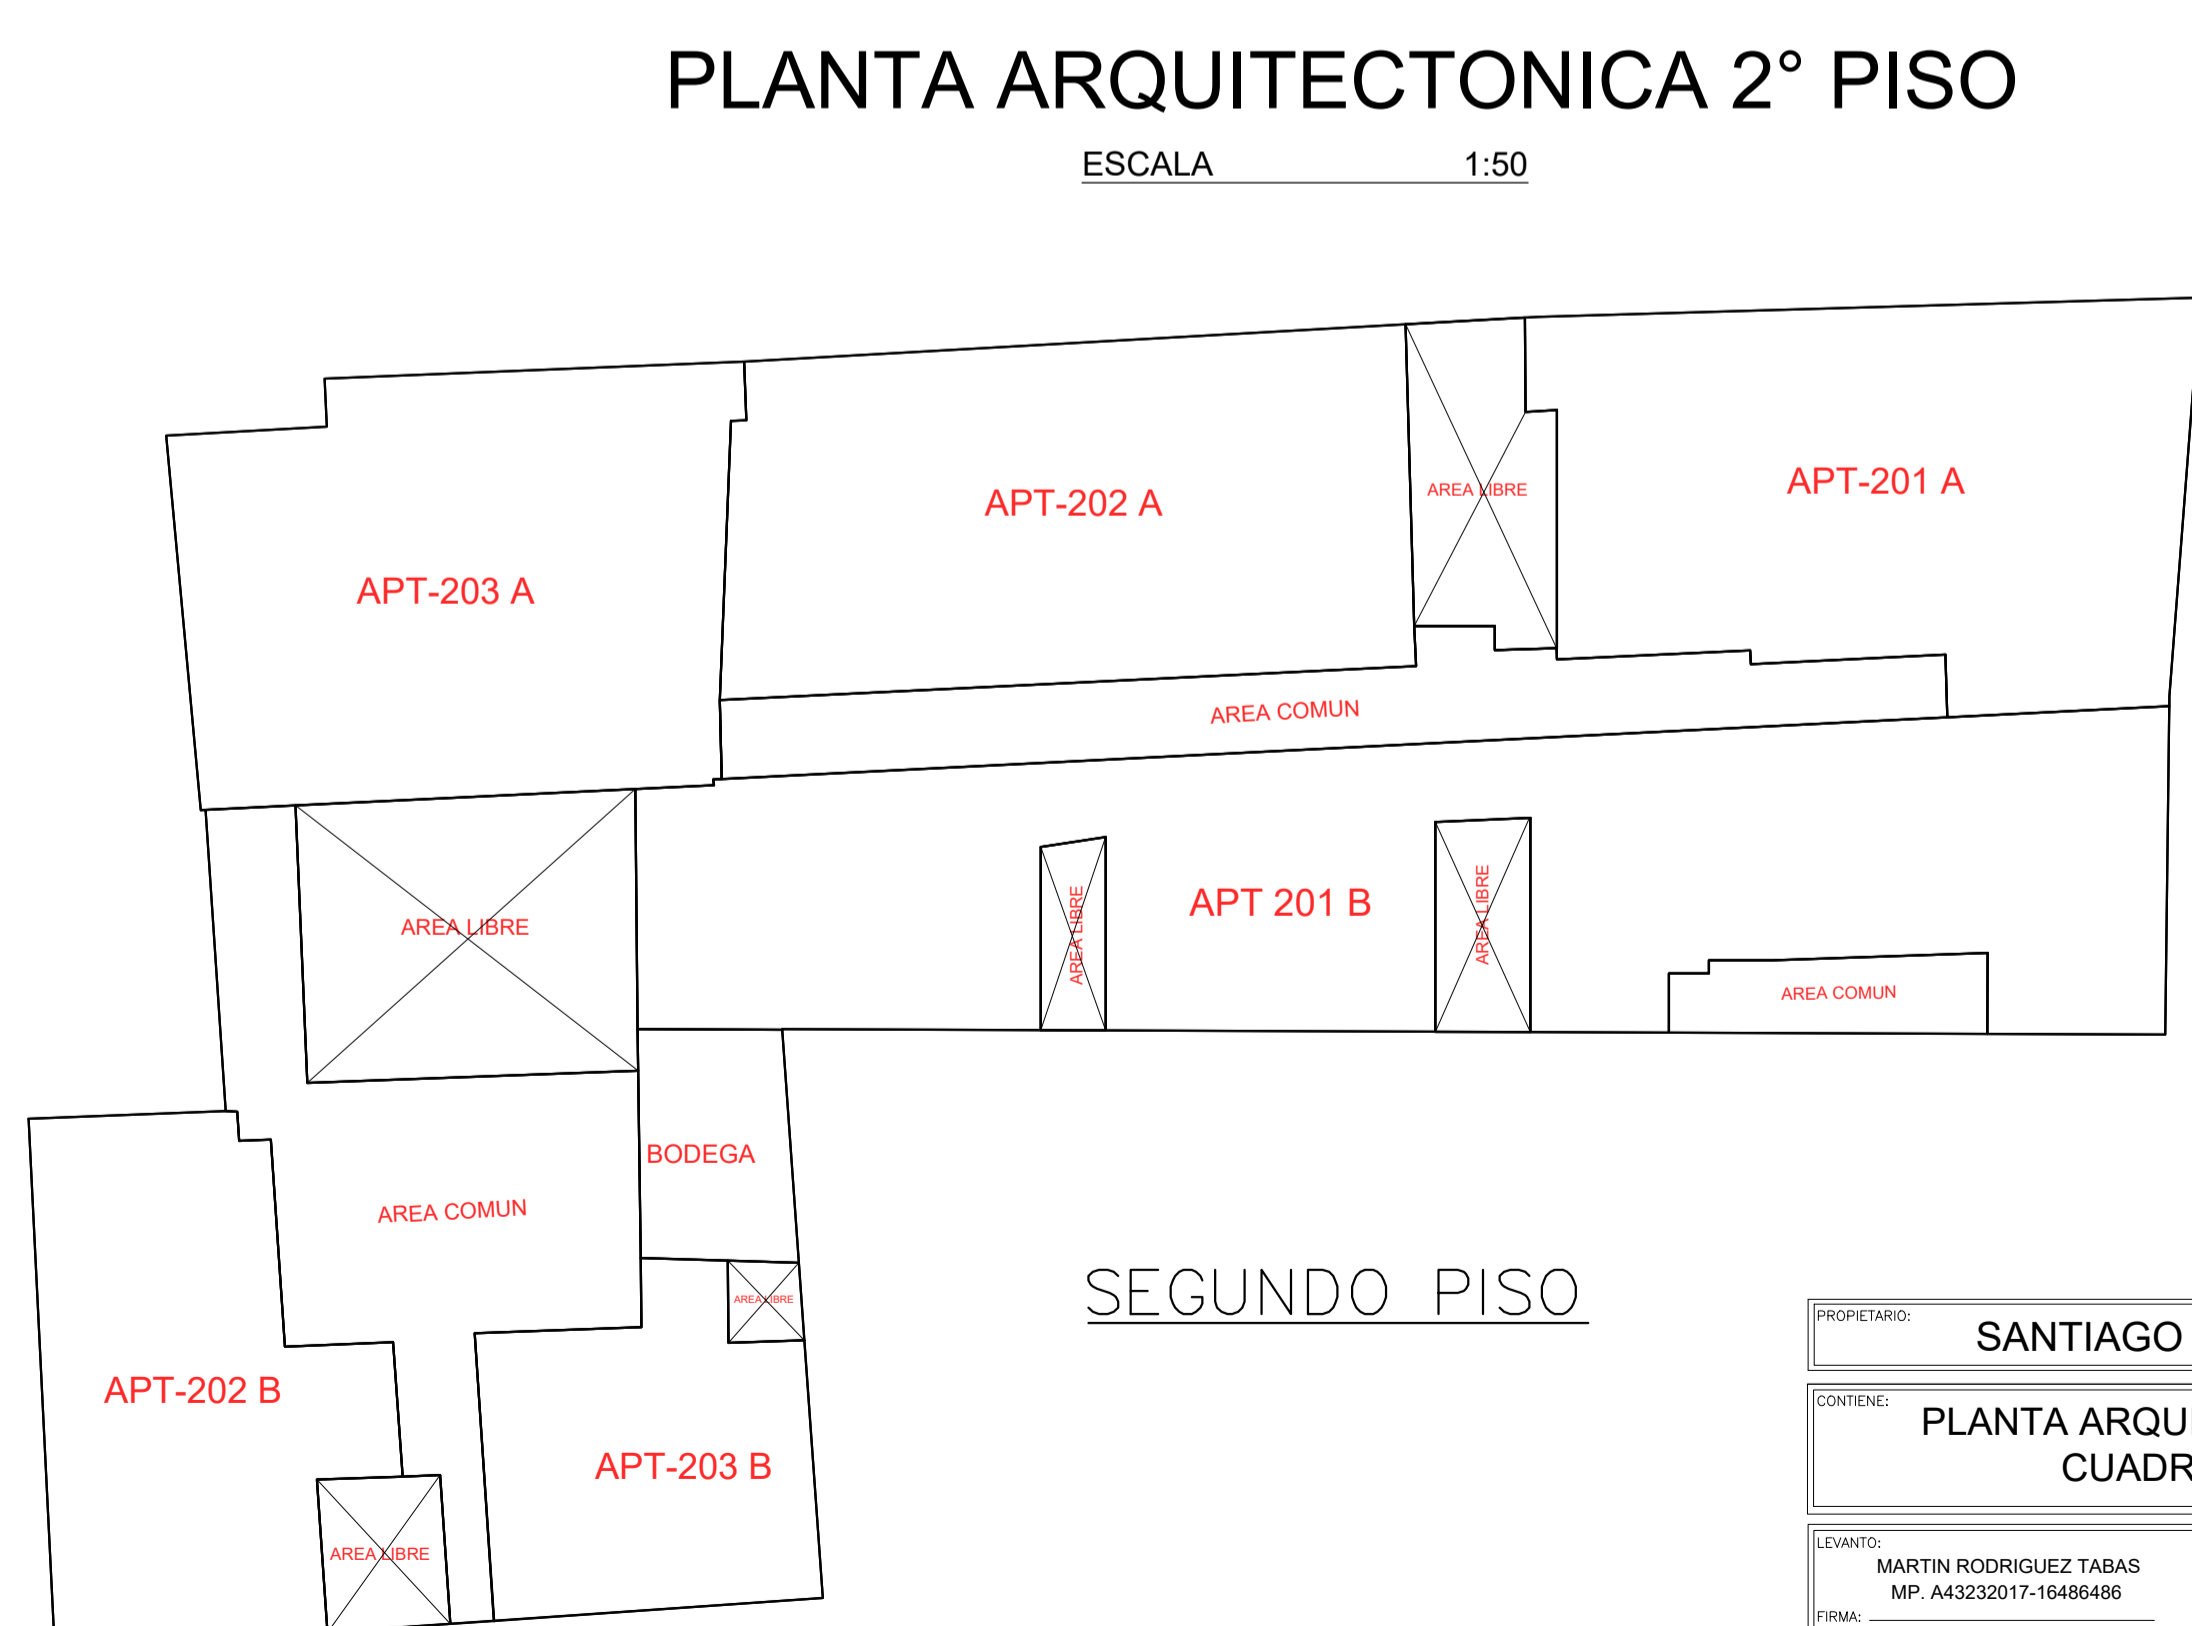 PLANTA ARQUITECTONICA 2° PISO
ESCALA 1:50
APT-201 A
AREA LIBRE
APT-202 A
APT-203 A
AREA COMUN
APT 201 B
AREA LIBRE
AREA LIBRE
AREA LIBRE
AREA COMUN
BODEGA
AREA COMUN
AREA LIBRE
SEGUNDO PISO
APT-202 B
APT-203 B
AREA LIBRE
PROPIETARIO:
SANTIAGO
CONTIENE:
PLANTA ARQUI
CUADR
LEVANTO:
MARTIN RODRIGUEZ TABAS
MP. A43232017-16486486
FIRMA: